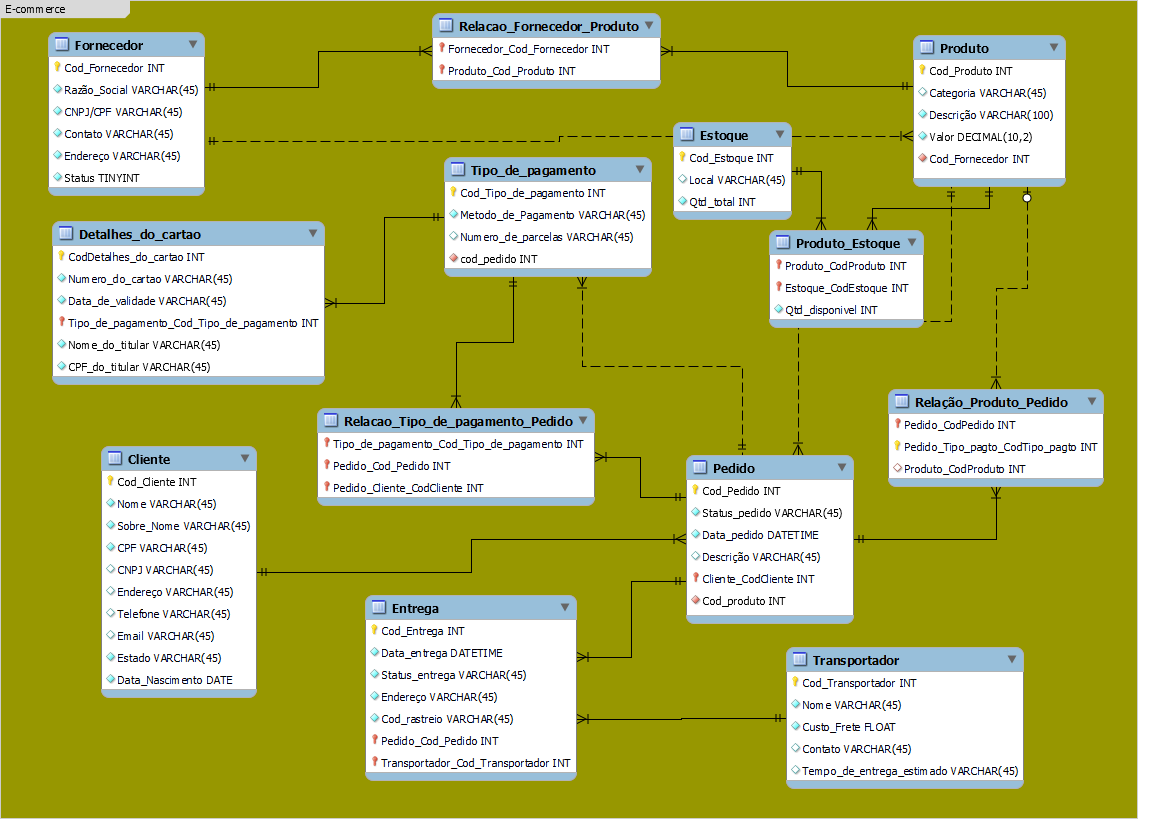 E-commerce
Fornecedor
Cod_Fornecedor INT
Razão_Social VARCHAR(45)
CNPJ/CPF VARCHAR(45)
Contato VARCHAR(45)
Endereço VARCHAR(45)
Status TINYINT
Relacao_Fornecedor_Produto
Fornecedor_Cod_Fornecedor INT
Produto_Cod_Produto INT
Produto
Cod_Produto INT
Categoria VARCHAR(45)
Descrição VARCHAR(100)
Valor DECIMAL(10,2)
Cod_Fornecedor INT
Estoque
Cod_Estoque INT
Local VARCHAR(45)
Qtd_total INT
Tipo_de_pagamento
Cod_Tipo_de_pagamento INT
Metodo_de_Pagamento VARCHAR(45)
Numero_de_parcelas VARCHAR(45)
cod_pedido INT
Detalhes_do_cartao
CodDetalhes_do_cartao INT
Numero_do_cartao VARCHAR(45)
Data_de_validade VARCHAR(45)
Tipo_de_pagamento_Cod_Tipo_de_pagamento INT
Nome_do_titular VARCHAR(45)
CPF_do_titular VARCHAR(45)
Produto_Estoque
Produto_CodProduto INT
Estoque_CodEstoque INT
Qtd_disponivel INT
Relação_Produto_Pedido
Pedido_CodPedido INT
Pedido_Tipo_pagto_CodTipo_pagto INT
Produto_CodProduto INT
Relacao_Tipo_de_pagamento_Pedido
Tipo_de_pagamento_Cod_Tipo_de_pagamento INT
Pedido_Cod_Pedido INT
Pedido_Cliente_CodCliente INT
Cliente
Cod_Cliente INT
Nome VARCHAR(45)
Sobre_Nome VARCHAR(45)
CPF VARCHAR(45)
CNPJ VARCHAR(45)
Endereço VARCHAR(45)
Telefone VARCHAR(45)
Email VARCHAR(45)
Estado VARCHAR(45)
Data_Nascimento DATE
Pedido
Cod_Pedido INT
Status_pedido VARCHAR(45)
Data_pedido DATETIME
Descrição VARCHAR(45)
Cliente_CodCliente INT
Cod_produto INT
Entrega
Cod_Entrega INT
Data_entrega DATETIME
Status_entrega VARCHAR(45)
Endereço VARCHAR(45)
Cod_rastreio VARCHAR(45)
Pedido_Cod_Pedido INT
Transportador_Cod_Transportador INT
Transportador
Cod_Transportador INT
Nome VARCHAR(45)
Custo_Frete FLOAT
Contato VARCHAR(45)
Tempo_de_entrega_estimado VARCHAR(45)